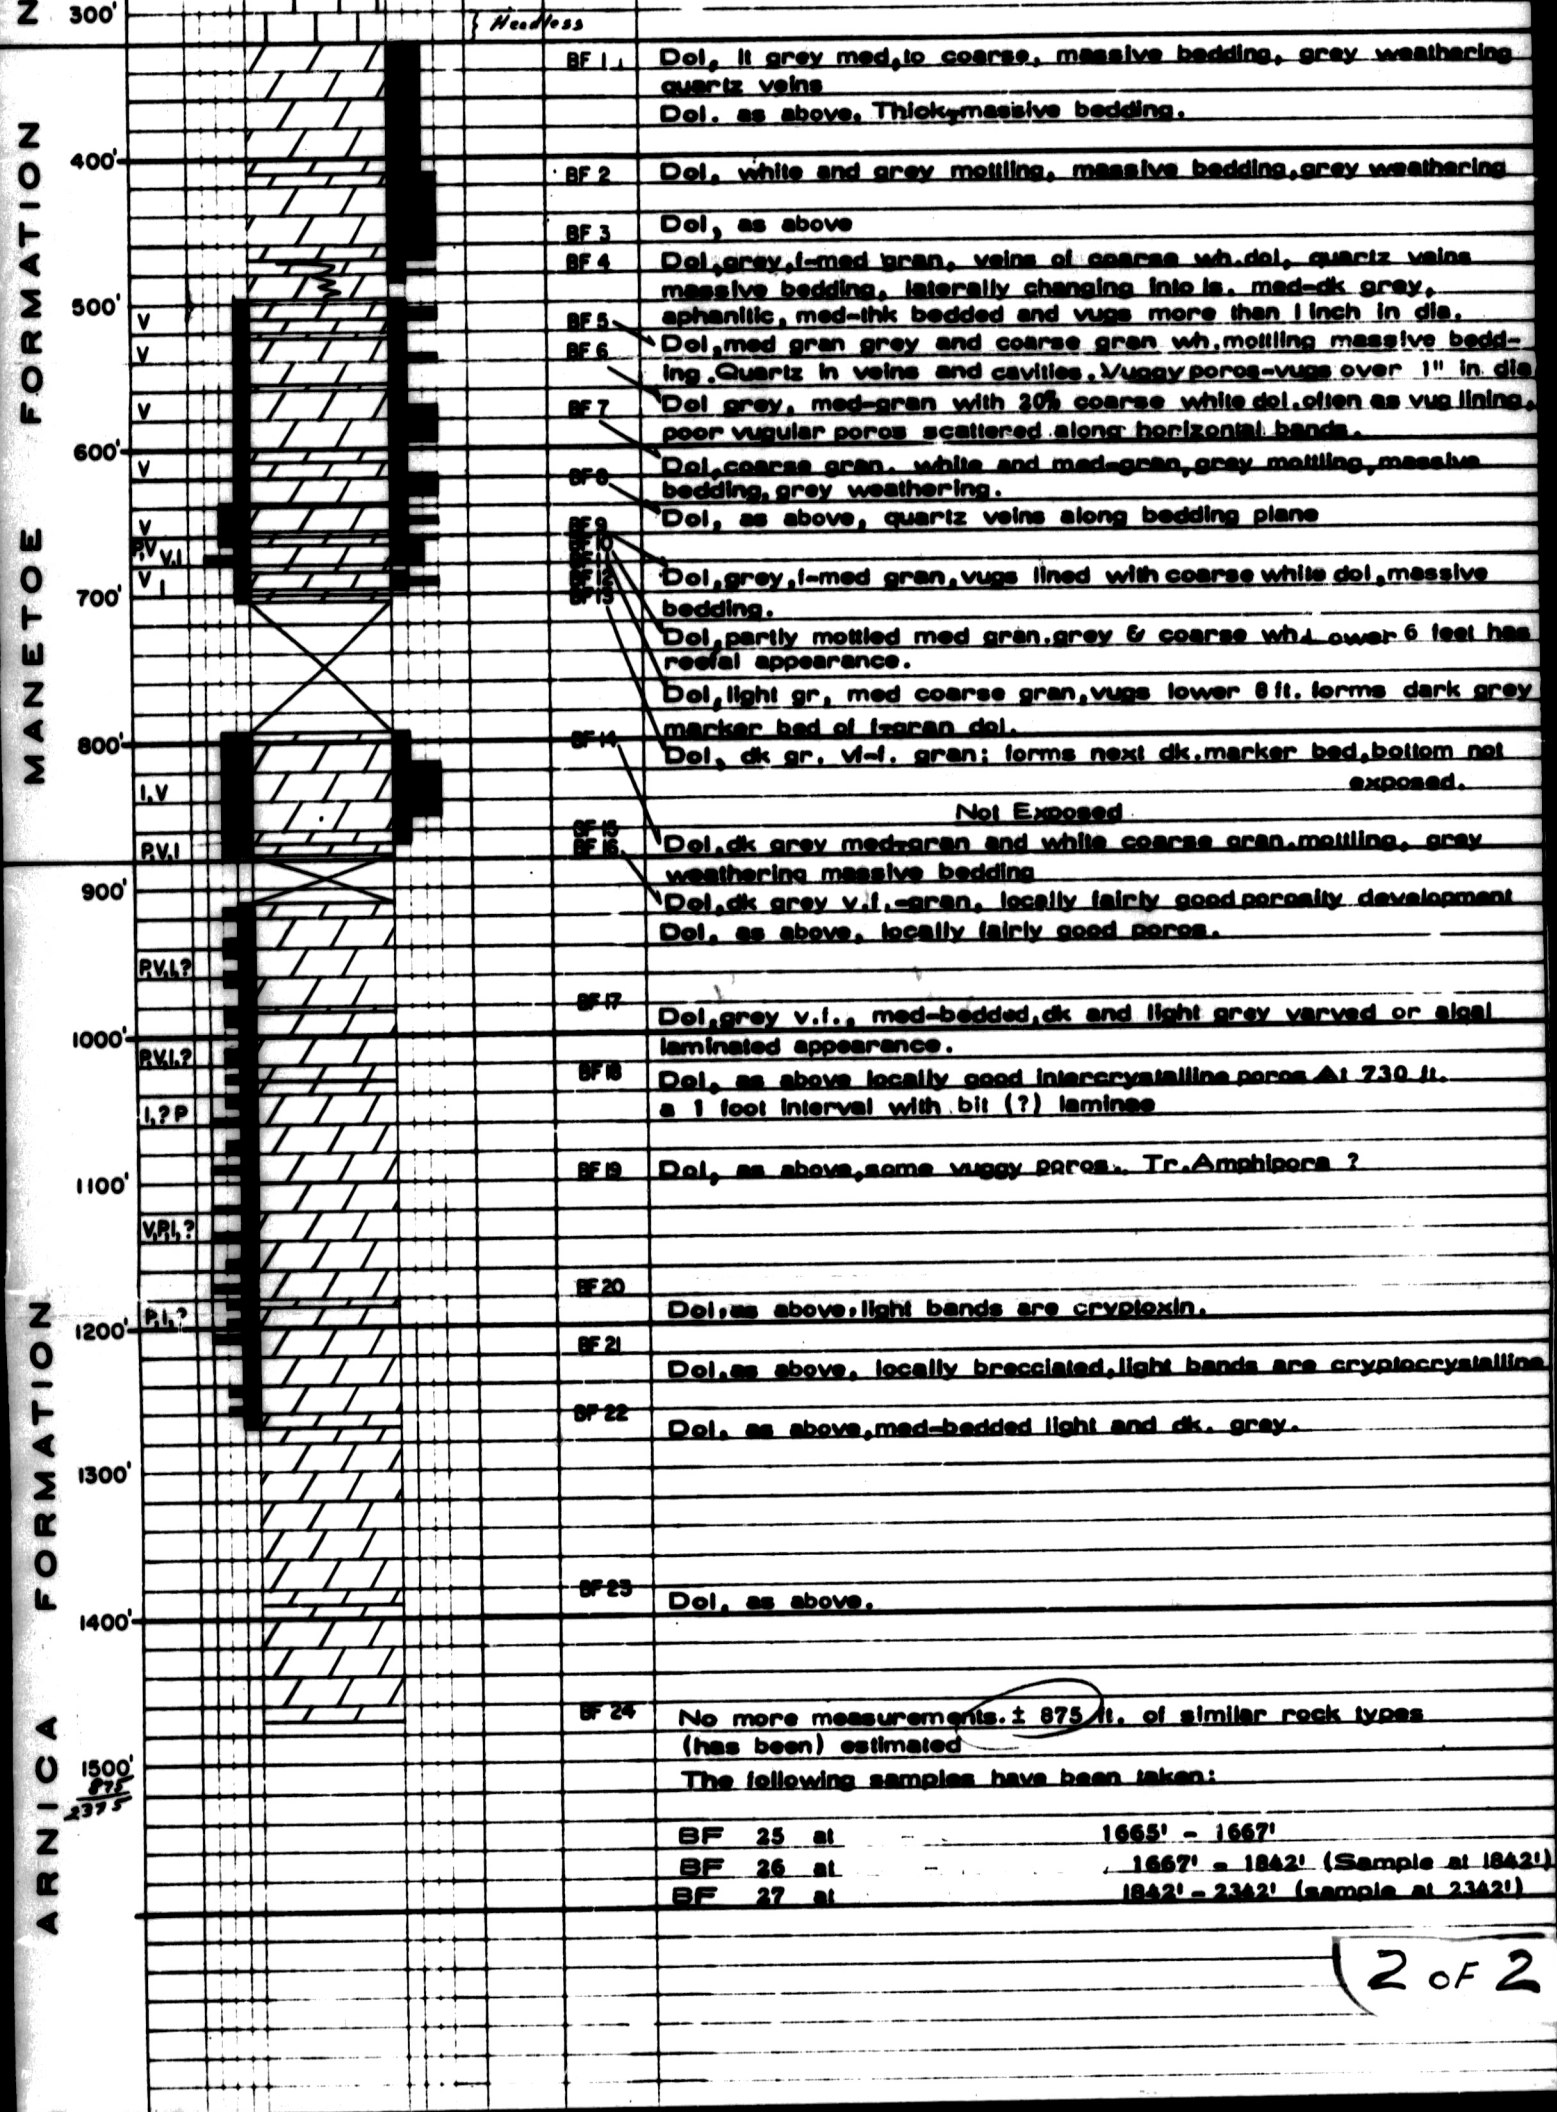 300' } Headless
BF 1. Dol, lt grey med, to coarse, massive bedding, grey weathering
quartz veins
Dol. as above. Thick-massive bedding.
400'
BF 2 Dol, white and grey mottling, massive bedding, grey weathering
BF 3 Dol, as above
BF 4 Dol, grey, f-med gran, veins of coarse wh. dol, quartz veins
massive bedding, laterally changing into ls. med-dk grey,
500'
aphanitic, med-thk bedded and vugs more than 1 inch in dia.
V BF 5 Dol, med gran grey and coarse gran wh. mottling massive bedd-
V BF 6 ing. Quartz in veins and cavities. Vuggy poros-vugs over 1" in dia
V BF 7 Dol grey, med-gran with 20% coarse white dol. often as vug lining,
poor vugular poros scattered along horizontal bands.
600'
V BF 8 Dol, coarse gran. white and med-gran, grey mottling, massive
bedding, grey weathering.
Dol, as above, quartz veins along bedding plane
V BF 9
P,V V.I BF 10
BF 11
V I BF 12
700' BF 13
Dol, grey, f-med gran, vugs lined with coarse white dol, massive
bedding.
Dol, partly mottled med gran. grey & coarse wh. Lower 6 feet has
reefal appearance.
Dol, light gr, med coarse gran, vugs lower 8 ft. forms dark grey
marker bed of f-gran dol.
800' BF 14
Dol, dk gr. vf-f. gran; forms next dk. marker bed, bottom not
exposed.
I.V
Not Exposed
BF 15
P.V.I BF 16.
Dol, dk grey med-gran and white coarse gran. mottling, grey
weathering massive bedding
900'
Dol, dk grey v.f.-gran, locally fairly good porosity development
Dol, as above, locally fairly good poros.
P.V.I.?
BF 17 Dol, grey v.f., med-bedded, dk and light grey varved or algal
1000'
laminated appearance.
P.V.I.?
BF 18 Dol, as above locally good intercrystalline poros At 730 ft.
I,? P a 1 foot interval with bit (?) laminae
BF 19 Dol, as above, some vuggy poros. Tr. Amphipora ?
1100'
V,P,I,?
BF 20
P,I,? Dol, as above, light bands are cryptoxln.
1200'
BF 21
Dol, as above, locally brecciated, light bands are cryptocrystalline
BF 22 Dol, as above, med-bedded light and dk. grey.
1300'
BF 23 Dol, as above.
1400'
BF 24 No more measurements. ± 875 ft. of similar rock types
(has been) estimated
1500' The following samples have been taken:
875
2375
BF 25 at 1665' - 1667'
BF 26 at 1667' - 1842' (Sample at 1842')
BF 27 at 1842' - 2342' (sample at 2342')
MANETOE FORMATION
ARNICA FORMATION
2 OF 2